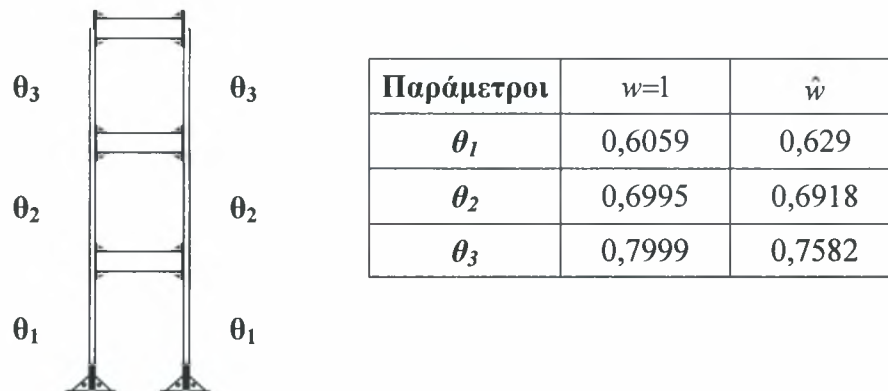 θ3 θ3
θ2 θ2
θ1 θ1
Παράμετροι w=1 ŵ
θ1 0,6059 0,629
θ2 0,6995 0,6918
θ3 0,7999 0,7582